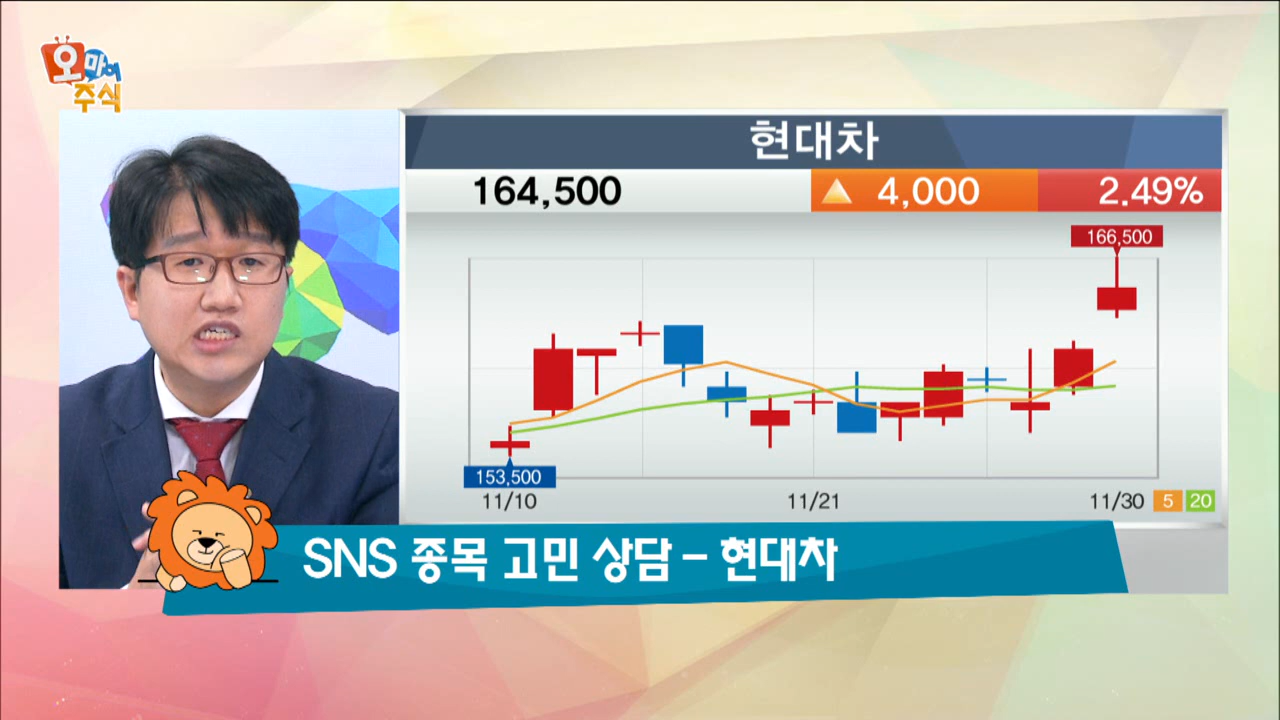 오마이
주식
현대차
164,500 ▲ 4,000 2.49%
166,500
153,500
11/10 11/21 11/30 5 20
SNS 종목 고민 상담 – 현대차